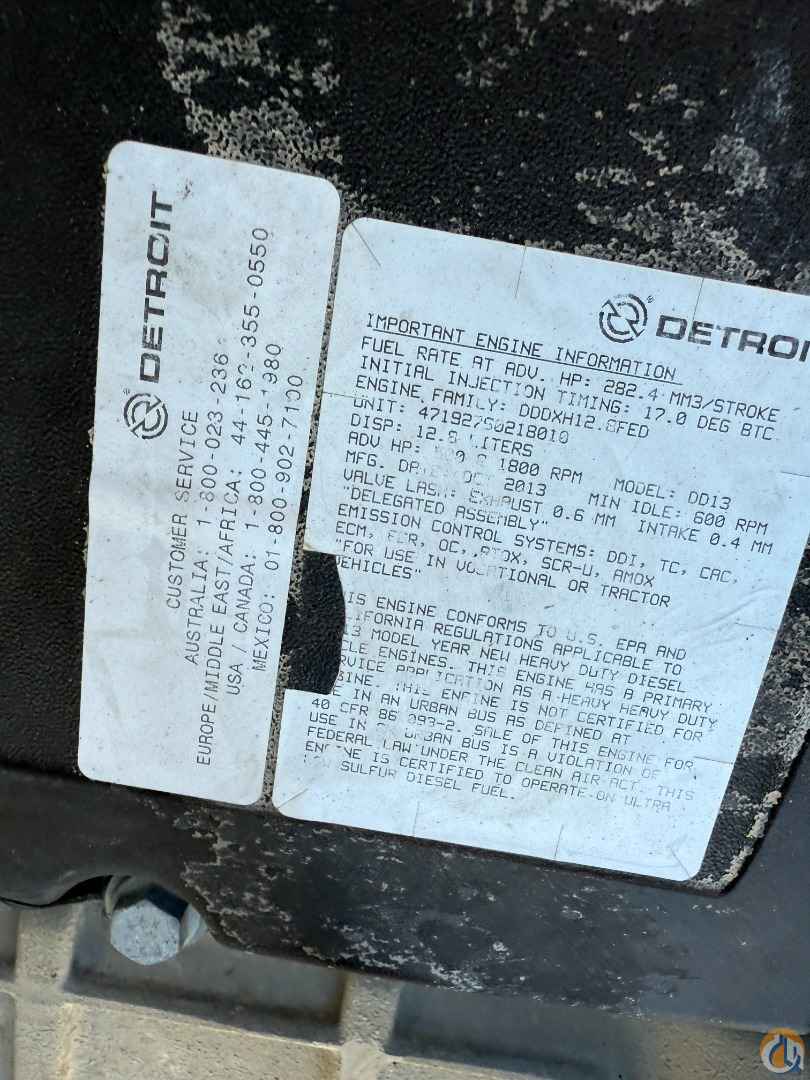 DETROIT
CUSTOMER SERVICE
AUSTRALIA: 1-800-023-236
EUROPE/MIDDLE EAST/AFRICA: 44-162-355-0550
USA / CANADA: 1-800-445-1980
MEXICO: 01-800-902-7100
DETROI
IMPORTANT ENGINE INFORMATION
FUEL RATE AT ADV. HP: 282.4 MM3/STROKE
INITIAL INJECTION TIMING: 17.0 DEG BTC
ENGINE FAMILY: DDDXH12.8FED
UNIT:
DISP: 12.8 LITERS
ADV HP: 1800 RPM MODEL: DD13
MFG. DATE: OCT 2013 MIN IDLE: 600 RPM
VALVE LASH: EXHAUST 0.6 MM INTAKE 0.4 MM
"DELEGATED ASSEMBLY"
EMISSION CONTROL SYSTEMS: DDI, TC, CAC,
ECM, EGR, OC, PTOX, SCR-U, AMOX
"FOR USE IN VOCATIONAL OR TRACTOR
VEHICLES"
IS ENGINE CONFORMS TO U.S. EPA AND
LIFORNIA REGULATIONS APPLICABLE TO
13 MODEL YEAR NEW HEAVY DUTY DIESEL
CLE ENGINES. THIS ENGINE HAS A PRIMARY
RVICE APPLICATION AS A HEAVY HEAVY DUTY
GINE. THIS ENGINE IS NOT CERTIFIED FOR
E IN AN URBAN BUS AS DEFINED AT
40 CFR 86.093-2. SALE OF THIS ENGINE FOR
USE IN AN URBAN BUS IS A VIOLATION OF
FEDERAL LAW UNDER THE CLEAN AIR ACT. THIS
ENGINE IS CERTIFIED TO OPERATE ON ULTRA
LOW SULFUR DIESEL FUEL.